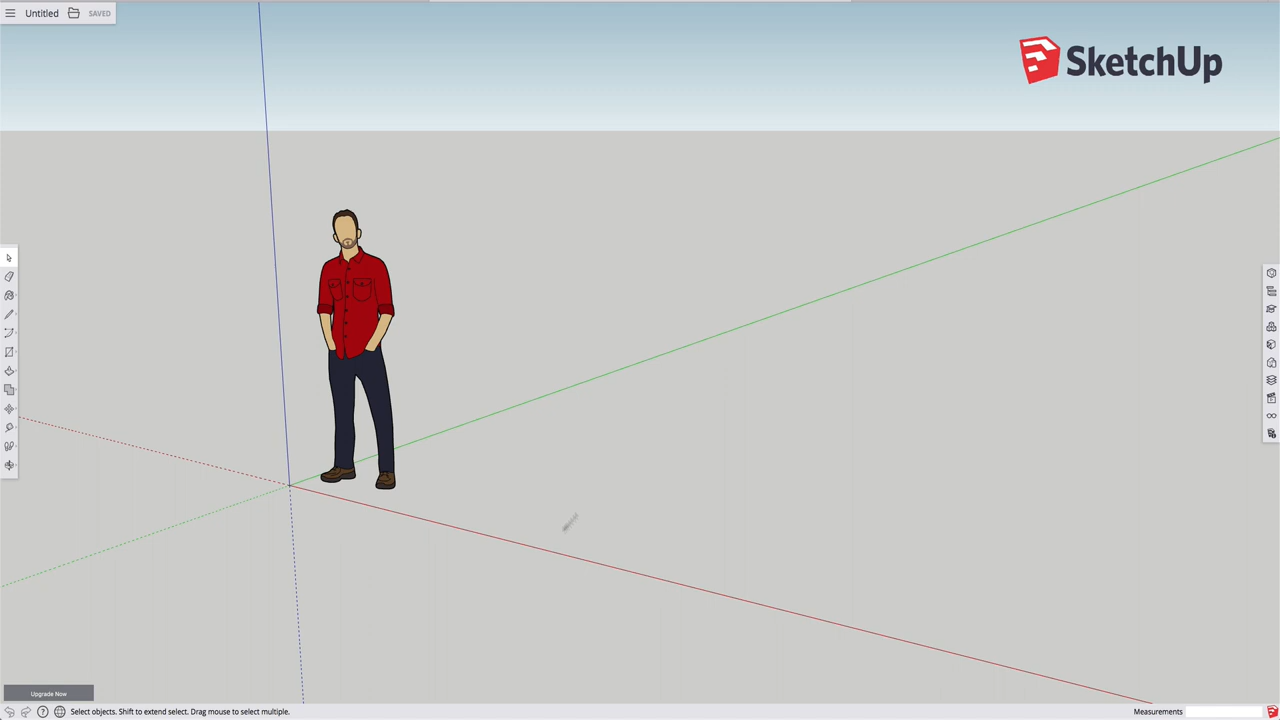 Untitled
SAVED
SketchUp
Upgrade Now
Select objects. Shift to extend select. Drag mouse to select multiple.
Measurements